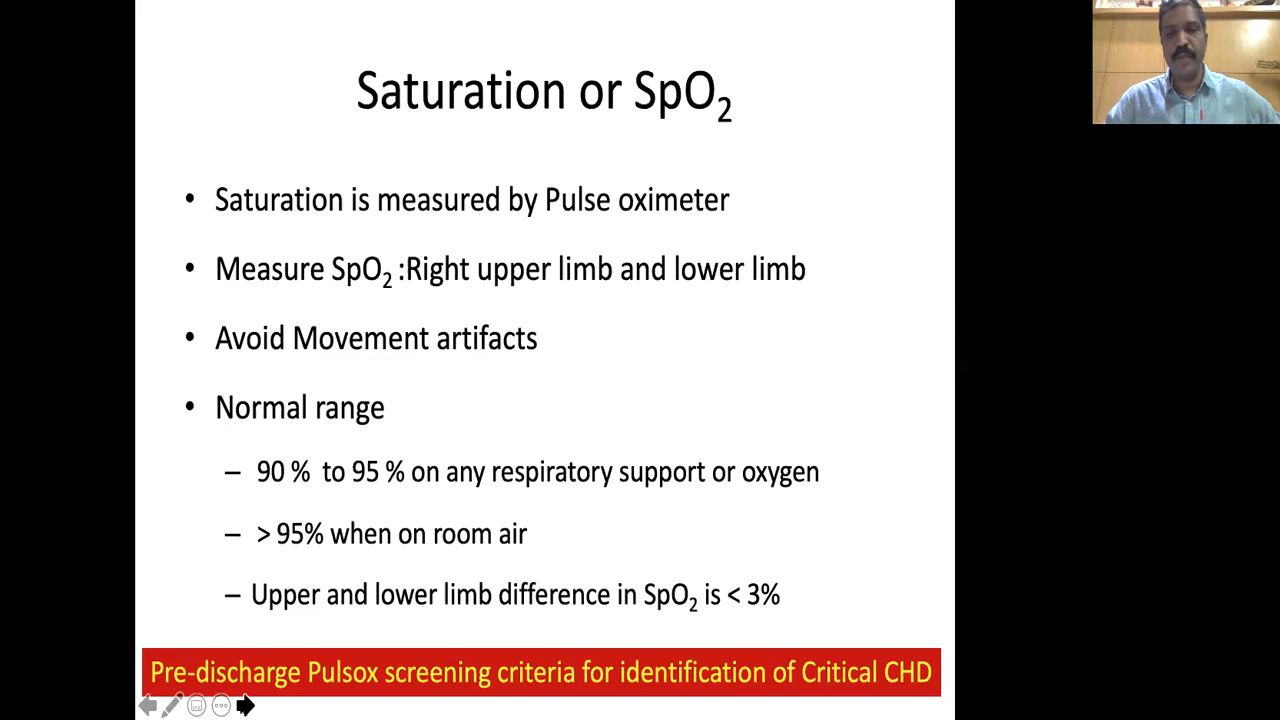 Saturation or SpO2
• Saturation is measured by Pulse oximeter
• Measure SpO2 :Right upper limb and lower limb
• Avoid Movement artifacts
• Normal range
– 90 % to 95 % on any respiratory support or oxygen
– > 95% when on room air
– Upper and lower limb difference in SpO2 is < 3%
Pre-discharge Pulsox screening criteria for identification of Critical CHD